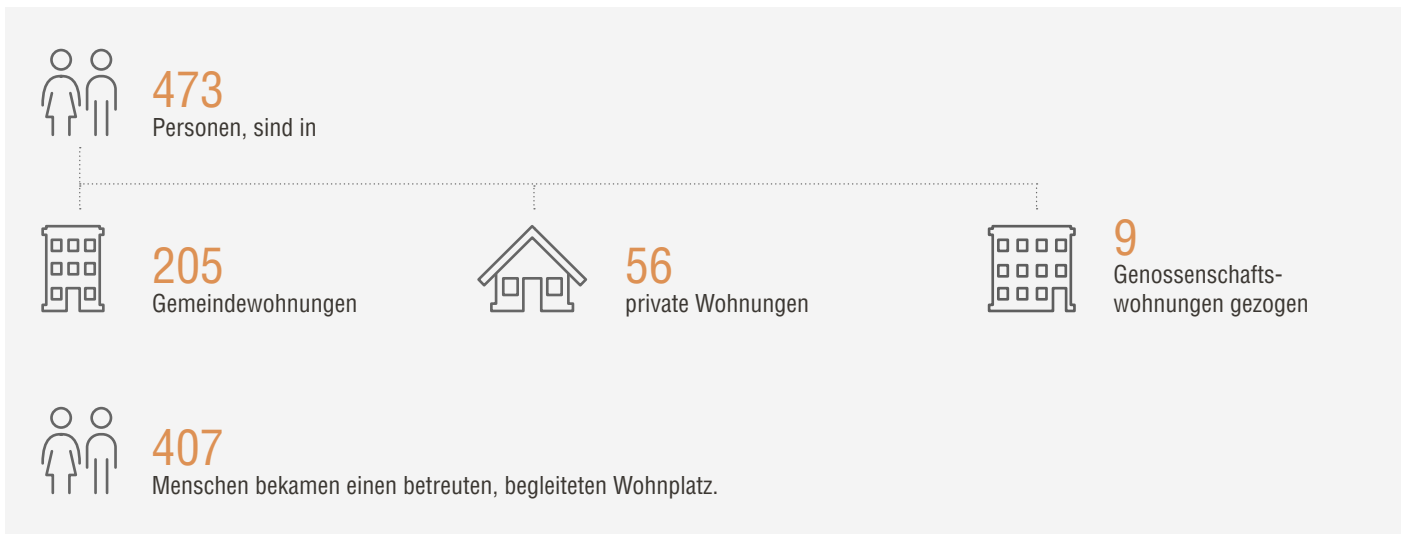 473
Personen, sind in
205
Gemeindewohnungen
56
private Wohnungen
9
Genossenschafts-
wohnungen gezogen
407
Menschen bekamen einen betreuten, begleiteten Wohnplatz.